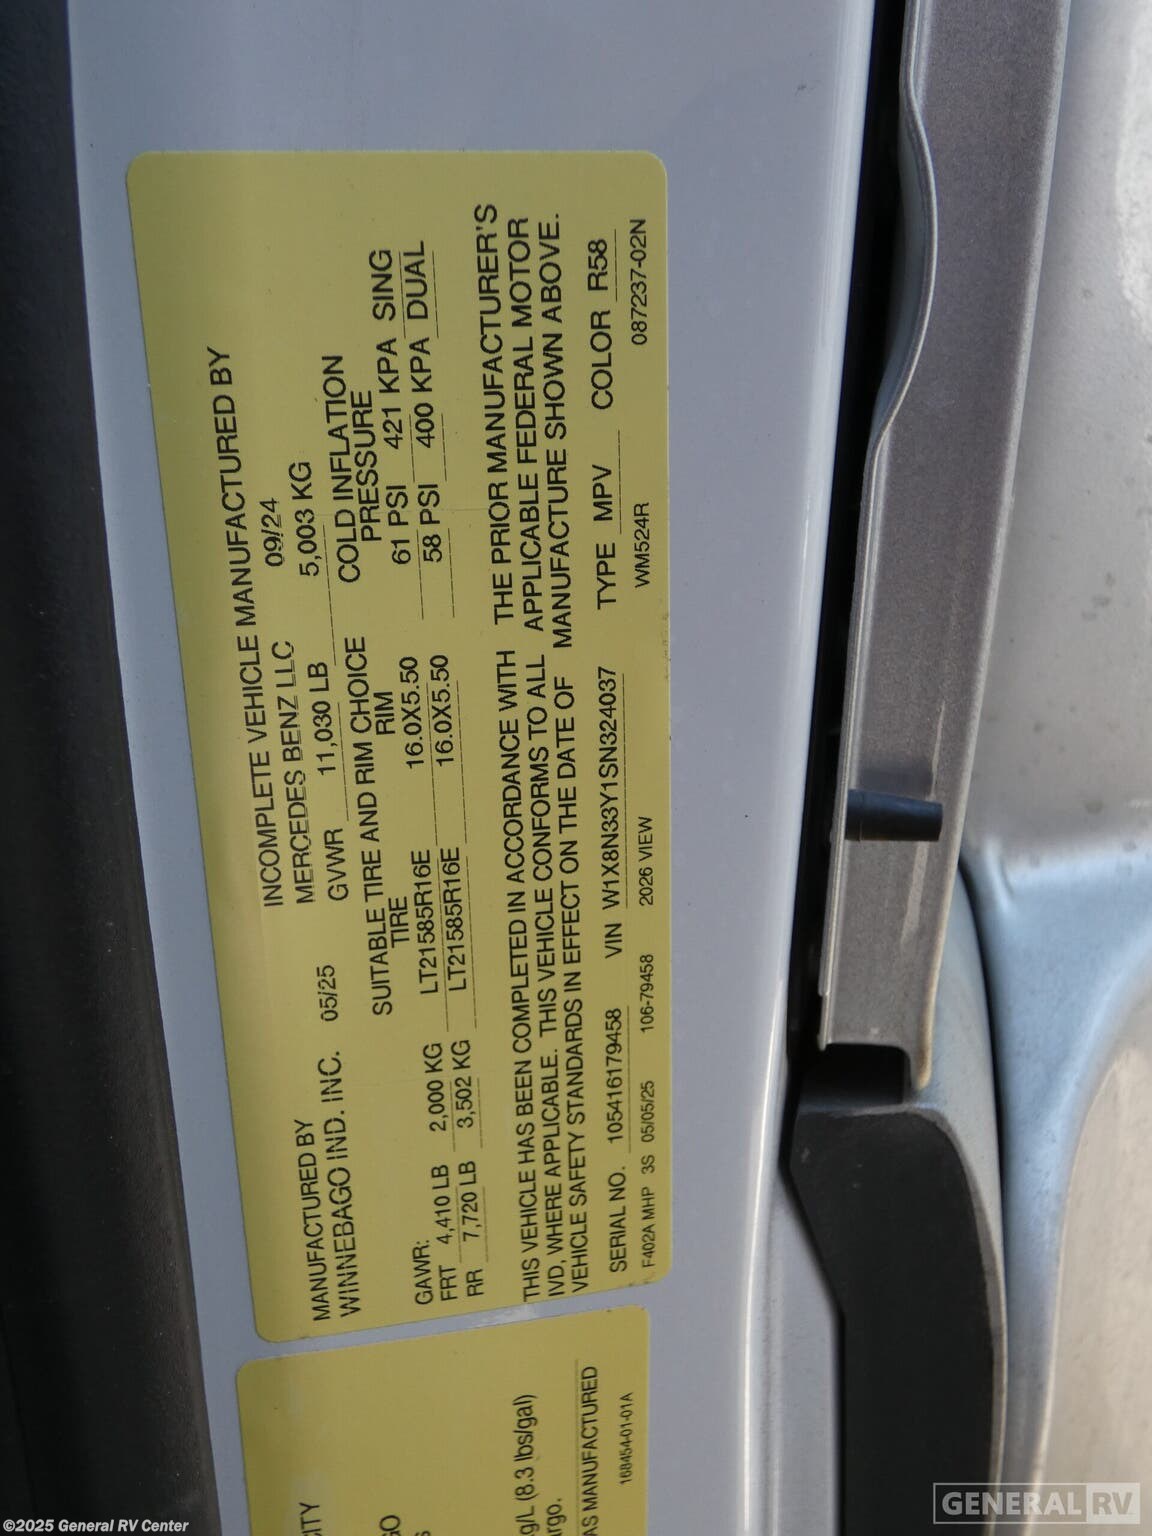 MANUFACTURED BY
WINNEBAGO IND. INC. 05/25
INCOMPLETE VEHICLE MANUFACTURED BY
MERCEDES BENZ LLC 09/24
GVWR 11,030 LB 5,003 KG
SUITABLE TIRE AND RIM CHOICE COLD INFLATION
TIRE RIM PRESSURE
GAWR:
FRT 4,410 LB 2,000 KG LT21585R16E 16.0X5.50 61 PSI 421 KPA SING
RR 7,720 LB 3,502 KG LT21585R16E 16.0X5.50 58 PSI 400 KPA DUAL
THIS VEHICLE HAS BEEN COMPLETED IN ACCORDANCE WITH THE PRIOR MANUFACTURER'S
IVD, WHERE APPLICABLE. THIS VEHICLE CONFORMS TO ALL APPLICABLE FEDERAL MOTOR
VEHICLE SAFETY STANDARDS IN EFFECT ON THE DATE OF MANUFACTURE SHOWN ABOVE.
SERIAL NO. 105416179458 VIN W1X8N33Y1SN324037 TYPE MPV COLOR R58
F402A MHP 3S 05/05/25 106-79458 2026 VIEW WM524R 087237-02N
(8.3 lbs/gal)
AS MANUFACTURED
168454-01-01A
GENERAL RV
©2025 General RV Center